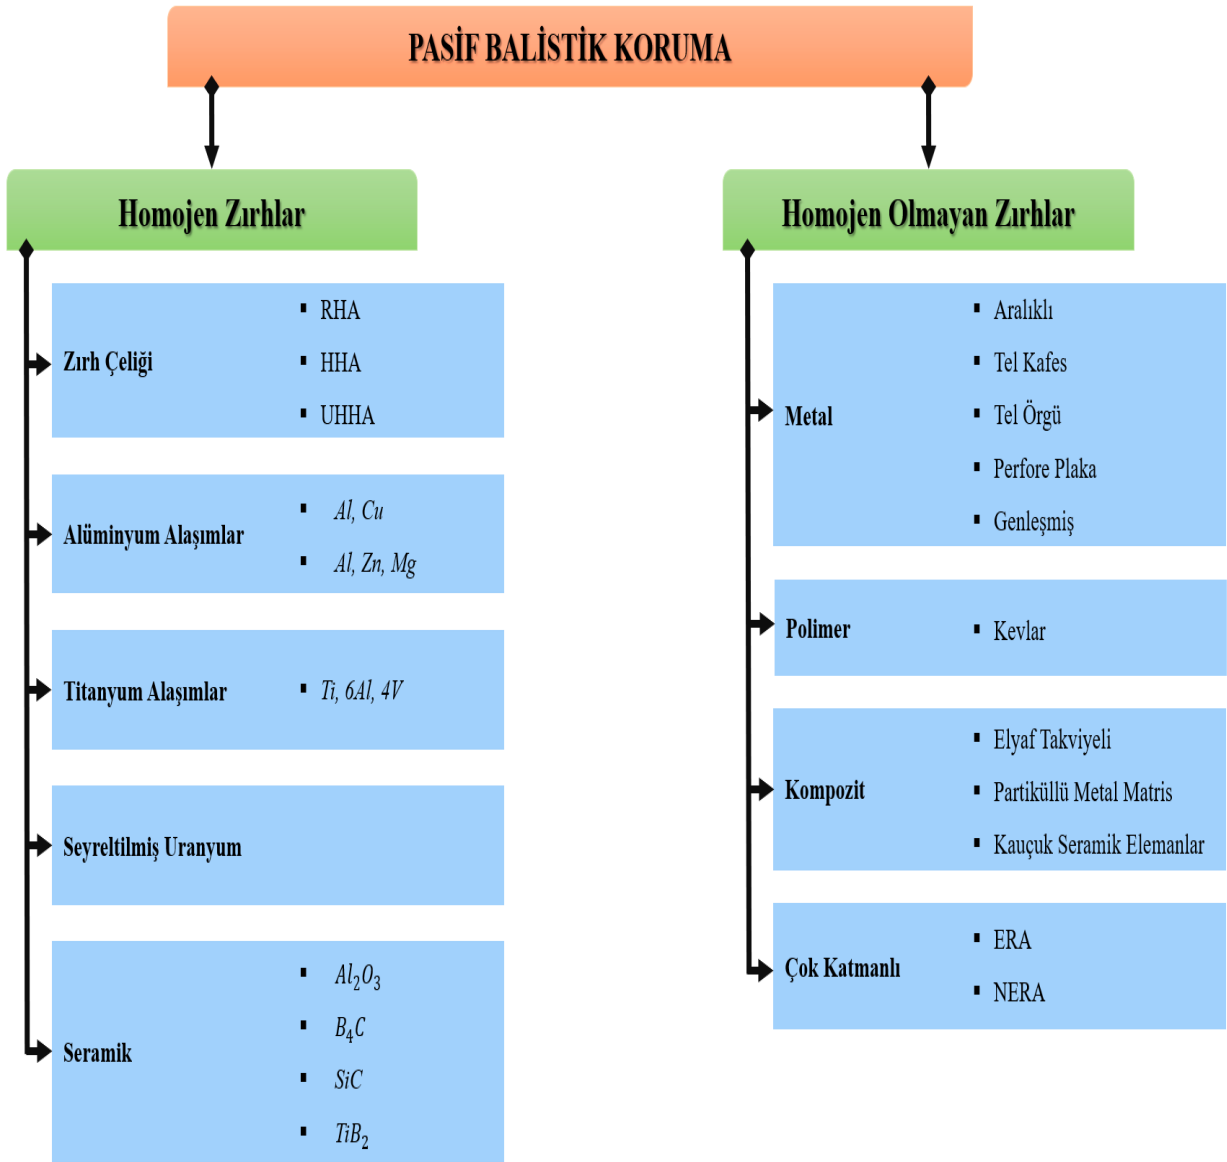 PASİF BALİSTİK KORUMA
Homojen Zırhlar
Zırh Çeliği
▪ RHA
▪ HHA
▪ UHHA
Alüminyum Alaşımlar
▪ Al, Cu
▪ Al, Zn, Mg
Titanyum Alaşımlar
▪ Ti, 6Al, 4V
Seyreltilmiş Uranyum
Seramik
▪ Al₂O₃
▪ B₄C
▪ SiC
▪ TiB₂
Homojen Olmayan Zırhlar
Metal
▪ Aralıklı
▪ Tel Kafes
▪ Tel Örgü
▪ Perfore Plaka
▪ Genleşmiş
Polimer
▪ Kevlar
Kompozit
▪ Elyaf Takviyeli
▪ Partiküllü Metal Matris
▪ Kauçuk Seramik Elemanlar
Çok Katmanlı
▪ ERA
▪ NERA